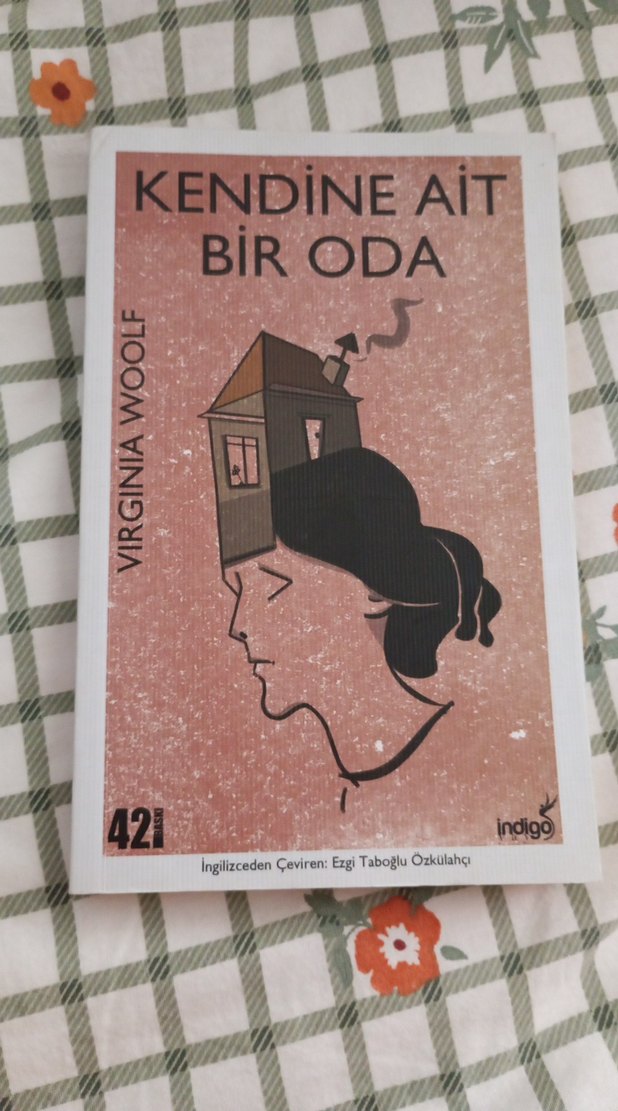 KENDİNE AİT
BİR ODA
VIRGINIA WOOLF
42
BASKI
indigo
İngilizceden Çeviren: Ezgi Taboğlu Özkülahçı